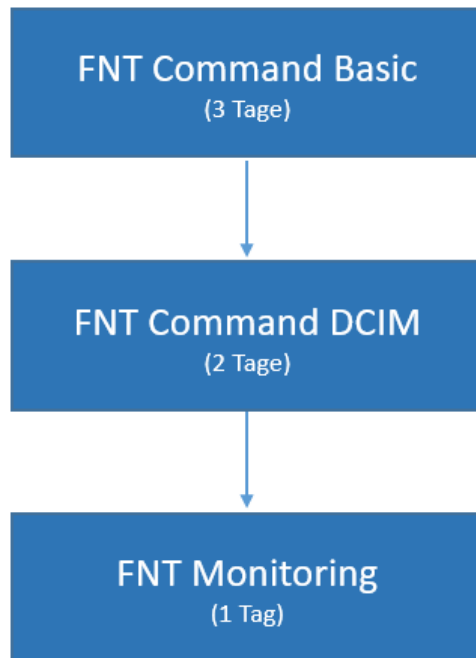 FNT Command Basic
(3 Tage)
FNT Command DCIM
(2 Tage)
FNT Monitoring
(1 Tag)